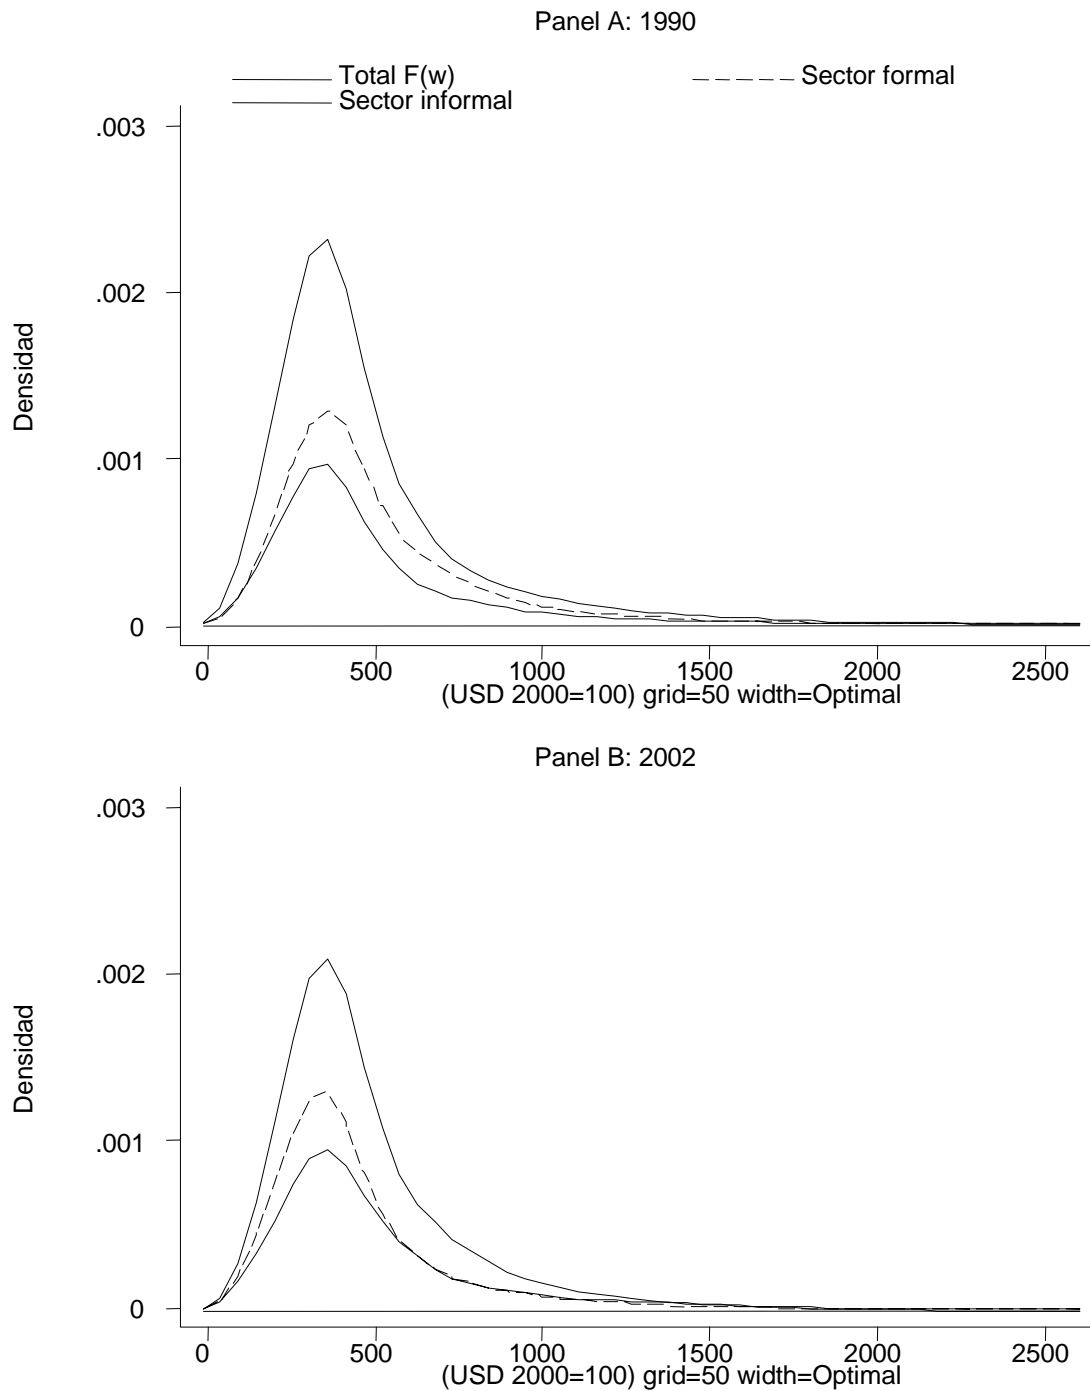 Panel A: 1990
Total F(w)
Sector formal
Sector informal
.003
.002
.001
0
Densidad
0 500 1000 1500 2000 2500
(USD 2000=100) grid=50 width=Optimal
Panel B: 2002
.003
.002
.001
0
Densidad
0 500 1000 1500 2000 2500
(USD 2000=100) grid=50 width=Optimal